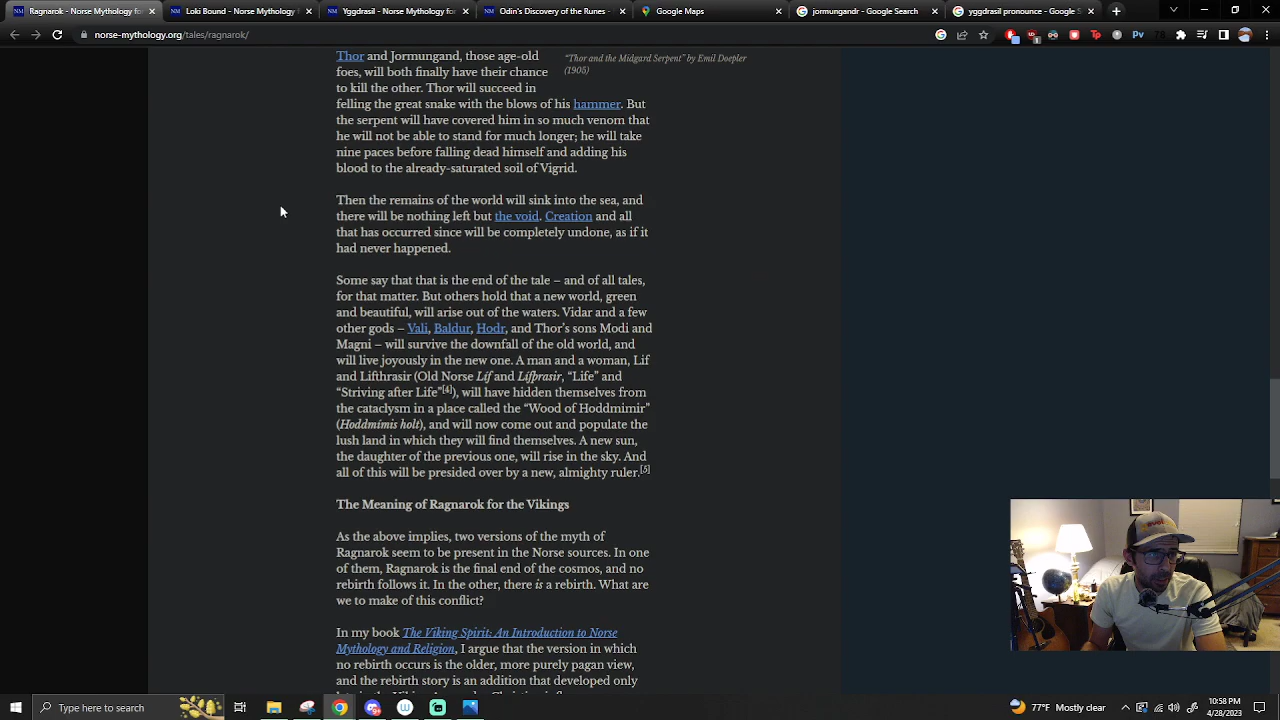 Ragnarok - Norse Mythology
Loki Bound - Norse Mythology
Yggdrasil - Norse Mythology fo
Odin's Discovery of the Runes -
Google Maps
jormungandr - Google Search
yggdrasil pronounce - Google S
norse-mythology.org/tales/ragnarok/
Thor and Jormungand, those age-old
foes, will both finally have their chance
to kill the other. Thor will succeed in
felling the great snake with the blows of his hammer. But
the serpent will have covered him in so much venom that
he will not be able to stand for much longer; he will take
nine paces before falling dead himself and adding his
blood to the already-saturated soil of Vigrid.
“Thor and the Midgard Serpent” by Emil Doepler
(1905)
Then the remains of the world will sink into the sea, and
there will be nothing left but the void. Creation and all
that has occurred since will be completely undone, as if it
had never happened.
Some say that that is the end of the tale – and of all tales,
for that matter. But others hold that a new world, green
and beautiful, will arise out of the waters. Vidar and a few
other gods – Vali, Baldur, Hodr, and Thor’s sons Modi and
Magni – will survive the downfall of the old world, and
will live joyously in the new one. A man and a woman, Lif
and Lifthrasir (Old Norse Líf and Lífþrasir, “Life” and
“Striving after Life”[4]), will have hidden themselves from
the cataclysm in a place called the “Wood of Hoddmimir”
(Hoddmímis holt), and will now come out and populate the
lush land in which they will find themselves. A new sun,
the daughter of the previous one, will rise in the sky. And
all of this will be presided over by a new, almighty ruler.[5]
The Meaning of Ragnarok for the Vikings
As the above implies, two versions of the myth of
Ragnarok seem to be present in the Norse sources. In one
of them, Ragnarok is the final end of the cosmos, and no
rebirth follows it. In the other, there is a rebirth. What are
we to make of this conflict?
In my book The Viking Spirit: An Introduction to Norse
Mythology and Religion, I argue that the version in which
no rebirth occurs is the older, more purely pagan view,
and the rebirth story is an addition that developed only
Type here to search
77°F Mostly clear
10:58 PM
4/28/2023